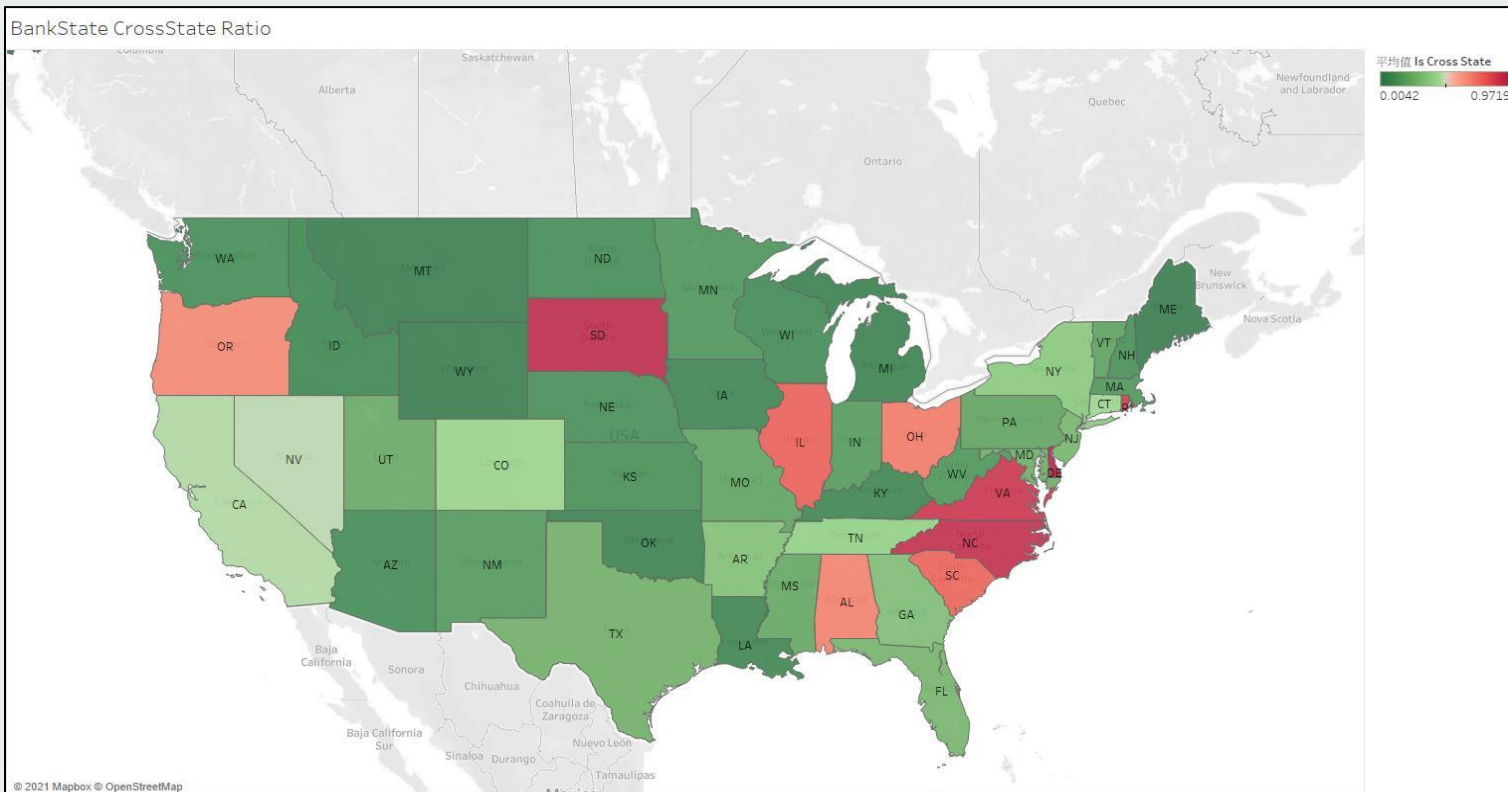 BankState CrossState Ratio
平均值 Is Cross State
0.0042 0.9719
Saskatchewan
Alberta
Newfoundland
and Labrador
Quebec
Ontario
New
Brunswick
Nova Scotia
WA
MT
ND
MN
ME
OR
ID
SD
WI
VT
NH
WY
MI
NY
MA
IA
CT
RI
NE
USA
PA
NJ
NV
UT
CO
IL
IN
OH
MD
DE
WV
KS
MO
KY
VA
CA
TN
NC
OK
AR
SC
AZ
NM
MS
AL
GA
TX
LA
FL
Baja
California
Sonora
Chihuahua
Coahuila de
Zaragoza
Baja California
Sur
Nuevo León
Sinaloa
Durango
Tamaulipas
© 2021 Mapbox © OpenStreetMap